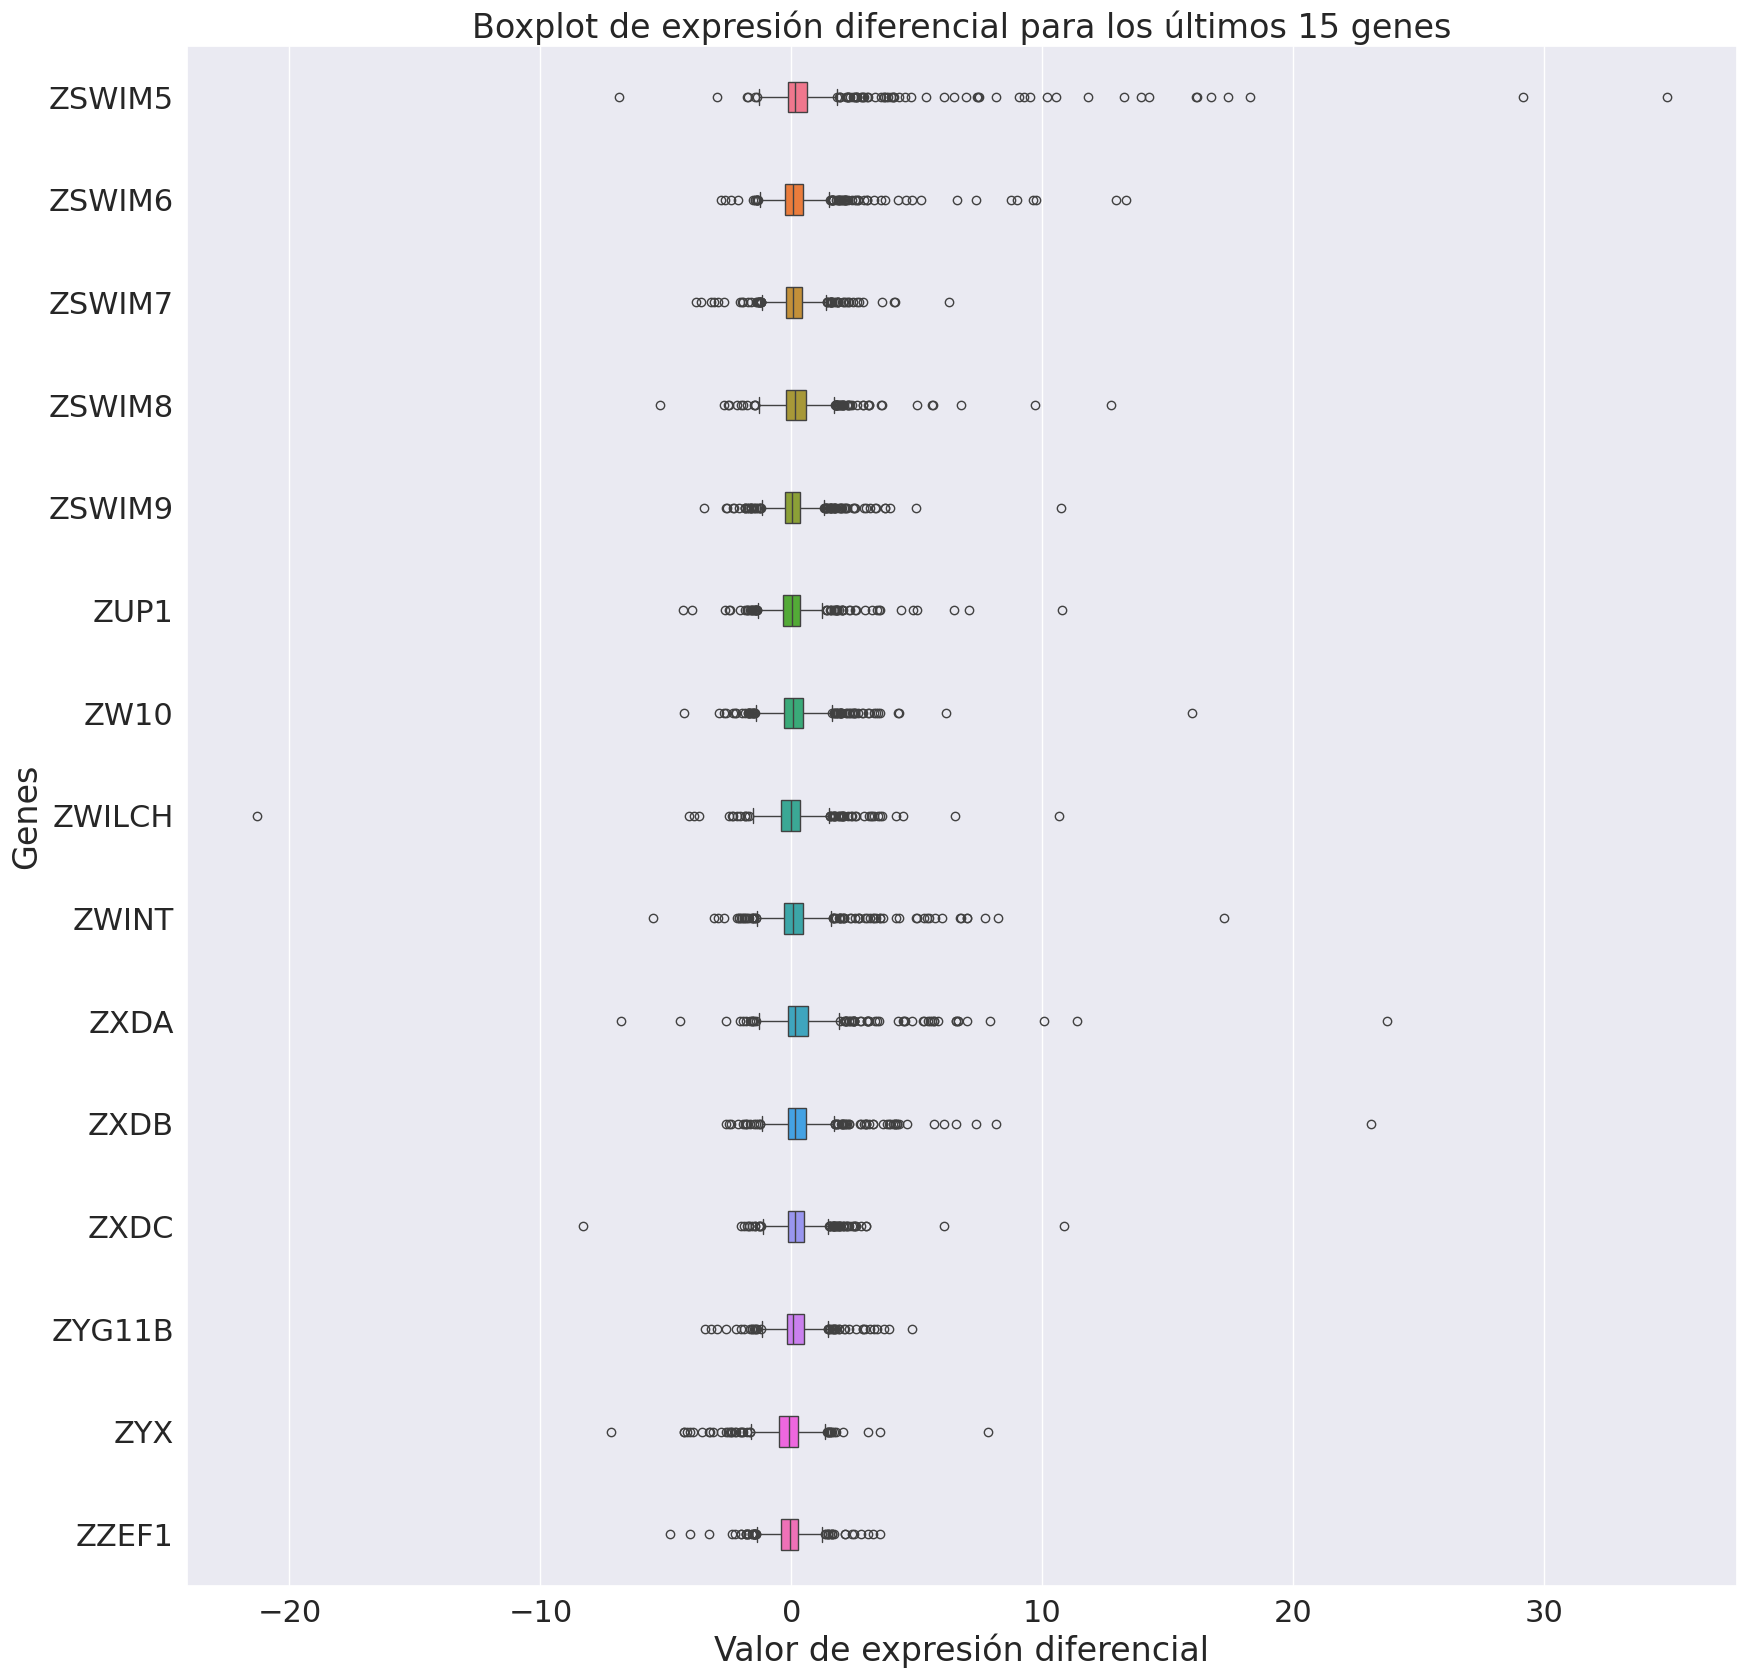 Boxplot de expresión diferencial para los últimos 15 genes
Genes
ZSWIM5
ZSWIM6
ZSWIM7
ZSWIM8
ZSWIM9
ZUP1
ZW10
ZWILCH
ZWINT
ZXDA
ZXDB
ZXDC
ZYG11B
ZYX
ZZEF1
−20 −10 0 10 20 30
Valor de expresión diferencial